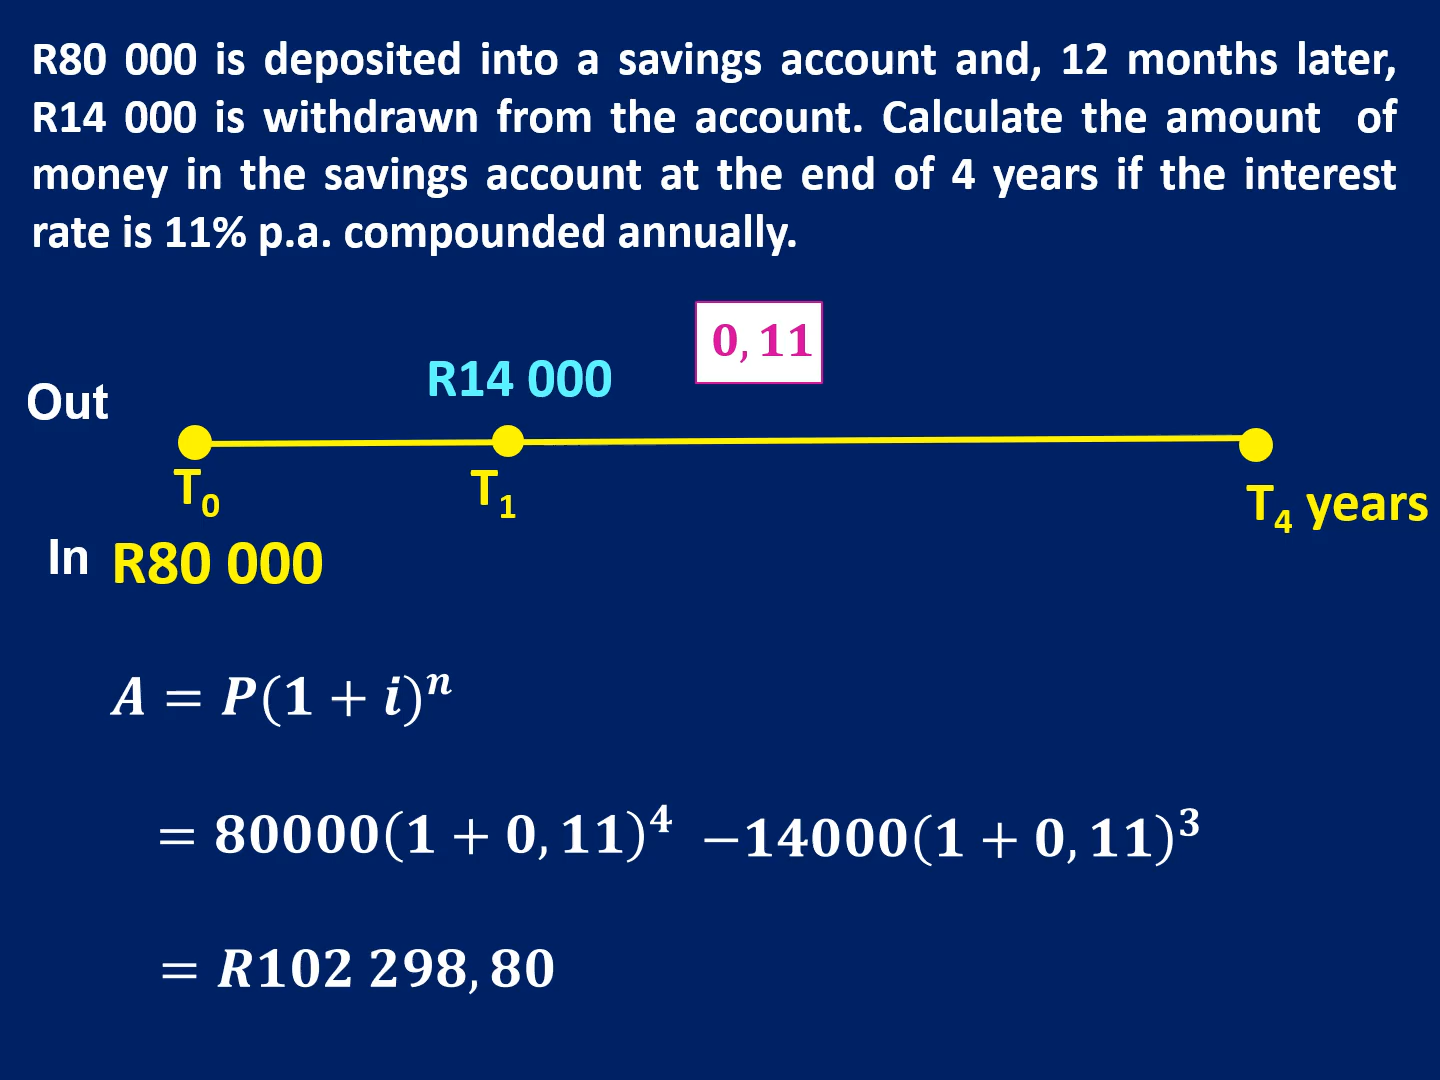 R80 000 is deposited into a savings account and, 12 months later,
R14 000 is withdrawn from the account. Calculate the amount of
money in the savings account at the end of 4 years if the interest
rate is 11% p.a. compounded annually.
0,11
R14 000
Out
T₀ T₁ T₄ years
In R80 000
A = P(1 + i)ⁿ
= 80000(1 + 0,11)⁴ −14000(1 + 0,11)³
= R102 298,80